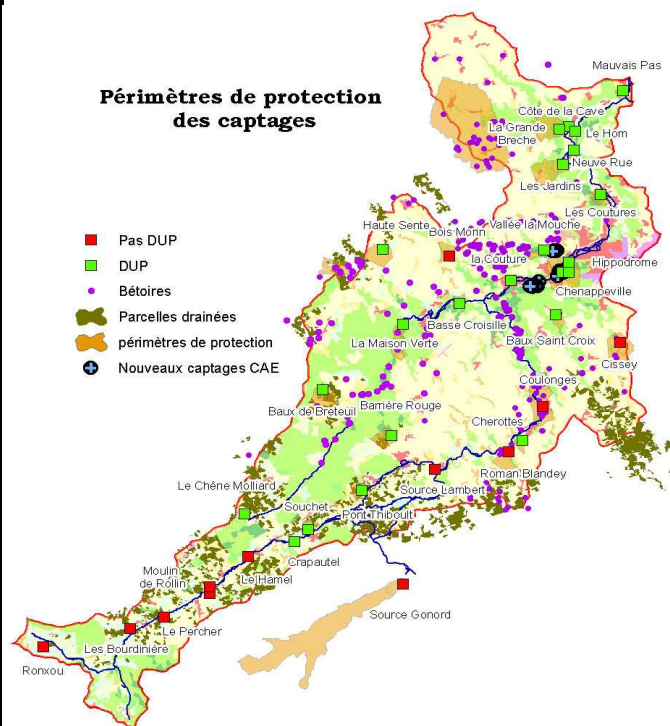 Périmètres de protection
des captages
Mauvais Pas
Côte de la Cave
La Grande
Breche
Le Hom
Neuve Rue
Les Jardins
Les Coutures
Vallée la Mouche
Haute Sente
Bois Morin
la Couture
Hippodrome
Chenappeville
Pas DUP
DUP
Bétoires
Parcelles drainées
périmètres de protection
Nouveaux captages CAE
Basse Croisille
La Maison Verte
Baux Saint Croix
Cissey
Coulonges
Baux de Breteuil
Barrière Rouge
Cherottes
Roman Blandey
Le Chêne Molliard
Source Lambert
Souchet
Pont Thiboult
Crapautel
Moulin
de Rollin
Le Hamel
Source Gonord
Le Percher
Les Bourdinière
Ronxou